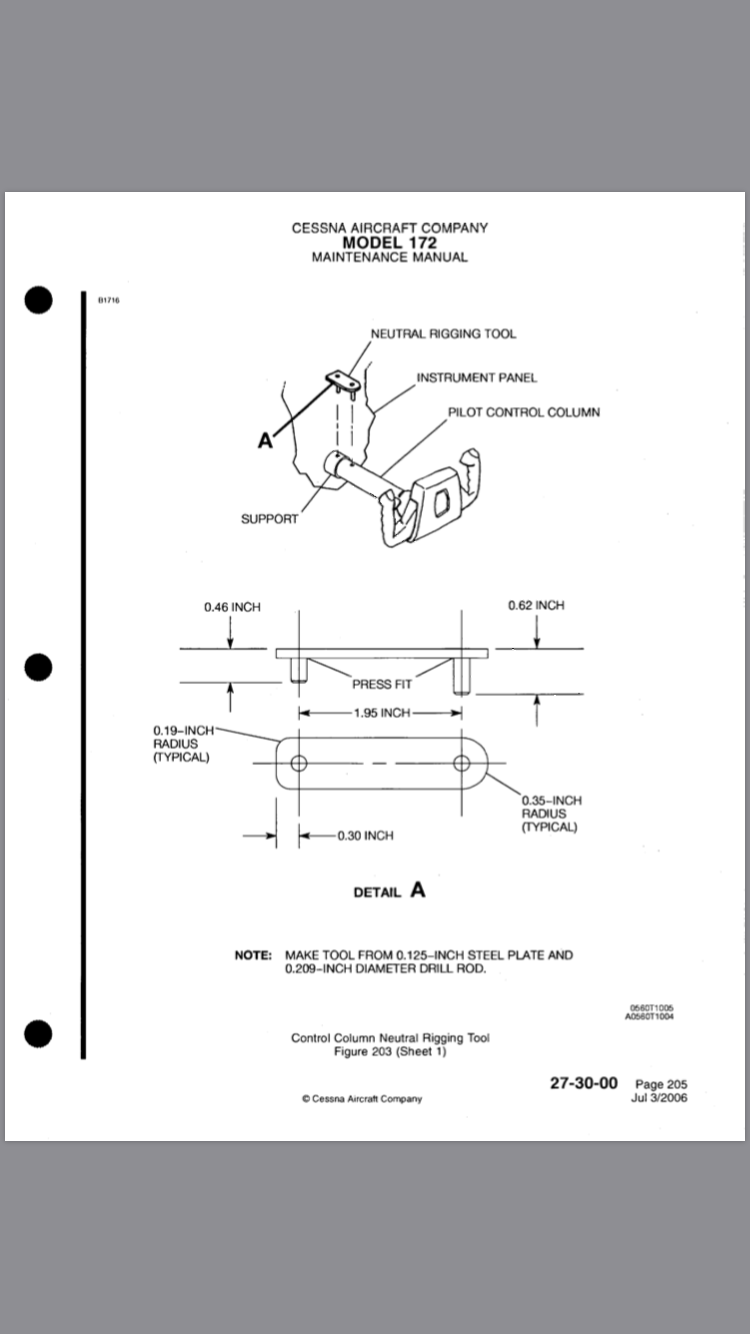 CESSNA AIRCRAFT COMPANY
MODEL 172
MAINTENANCE MANUAL
B1716
NEUTRAL RIGGING TOOL
INSTRUMENT PANEL
PILOT CONTROL COLUMN
A
SUPPORT
0.46 INCH
0.62 INCH
PRESS FIT
1.95 INCH
0.19-INCH
RADIUS
(TYPICAL)
0.35-INCH
RADIUS
(TYPICAL)
0.30 INCH
DETAIL A
NOTE: MAKE TOOL FROM 0.125-INCH STEEL PLATE AND
0.209-INCH DIAMETER DRILL ROD.
0560T1005
A0560T1004
Control Column Neutral Rigging Tool
Figure 203 (Sheet 1)
27-30-00 Page 205
© Cessna Aircraft Company Jul 3/2006